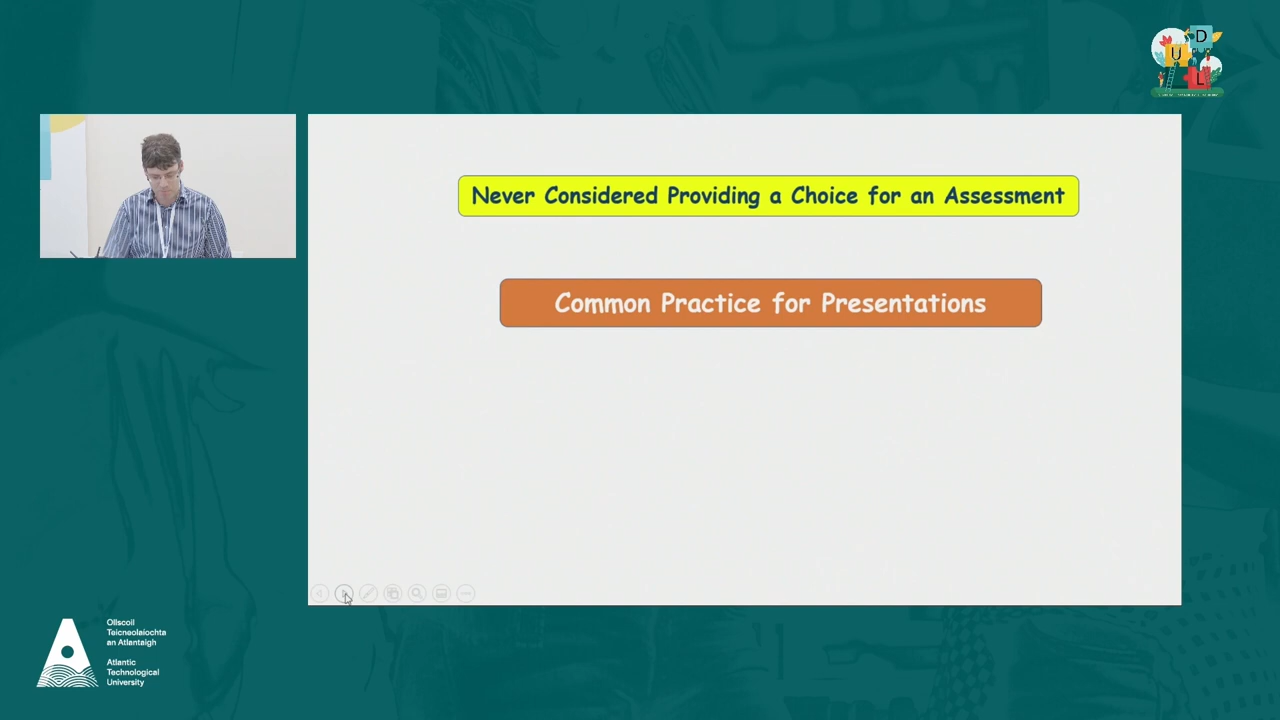 U
D
L
Never Considered Providing a Choice for an Assessment
Common Practice for Presentations
Ollscoil
Teicneolaíochta
an Atlantaigh
Atlantic
Technological
University